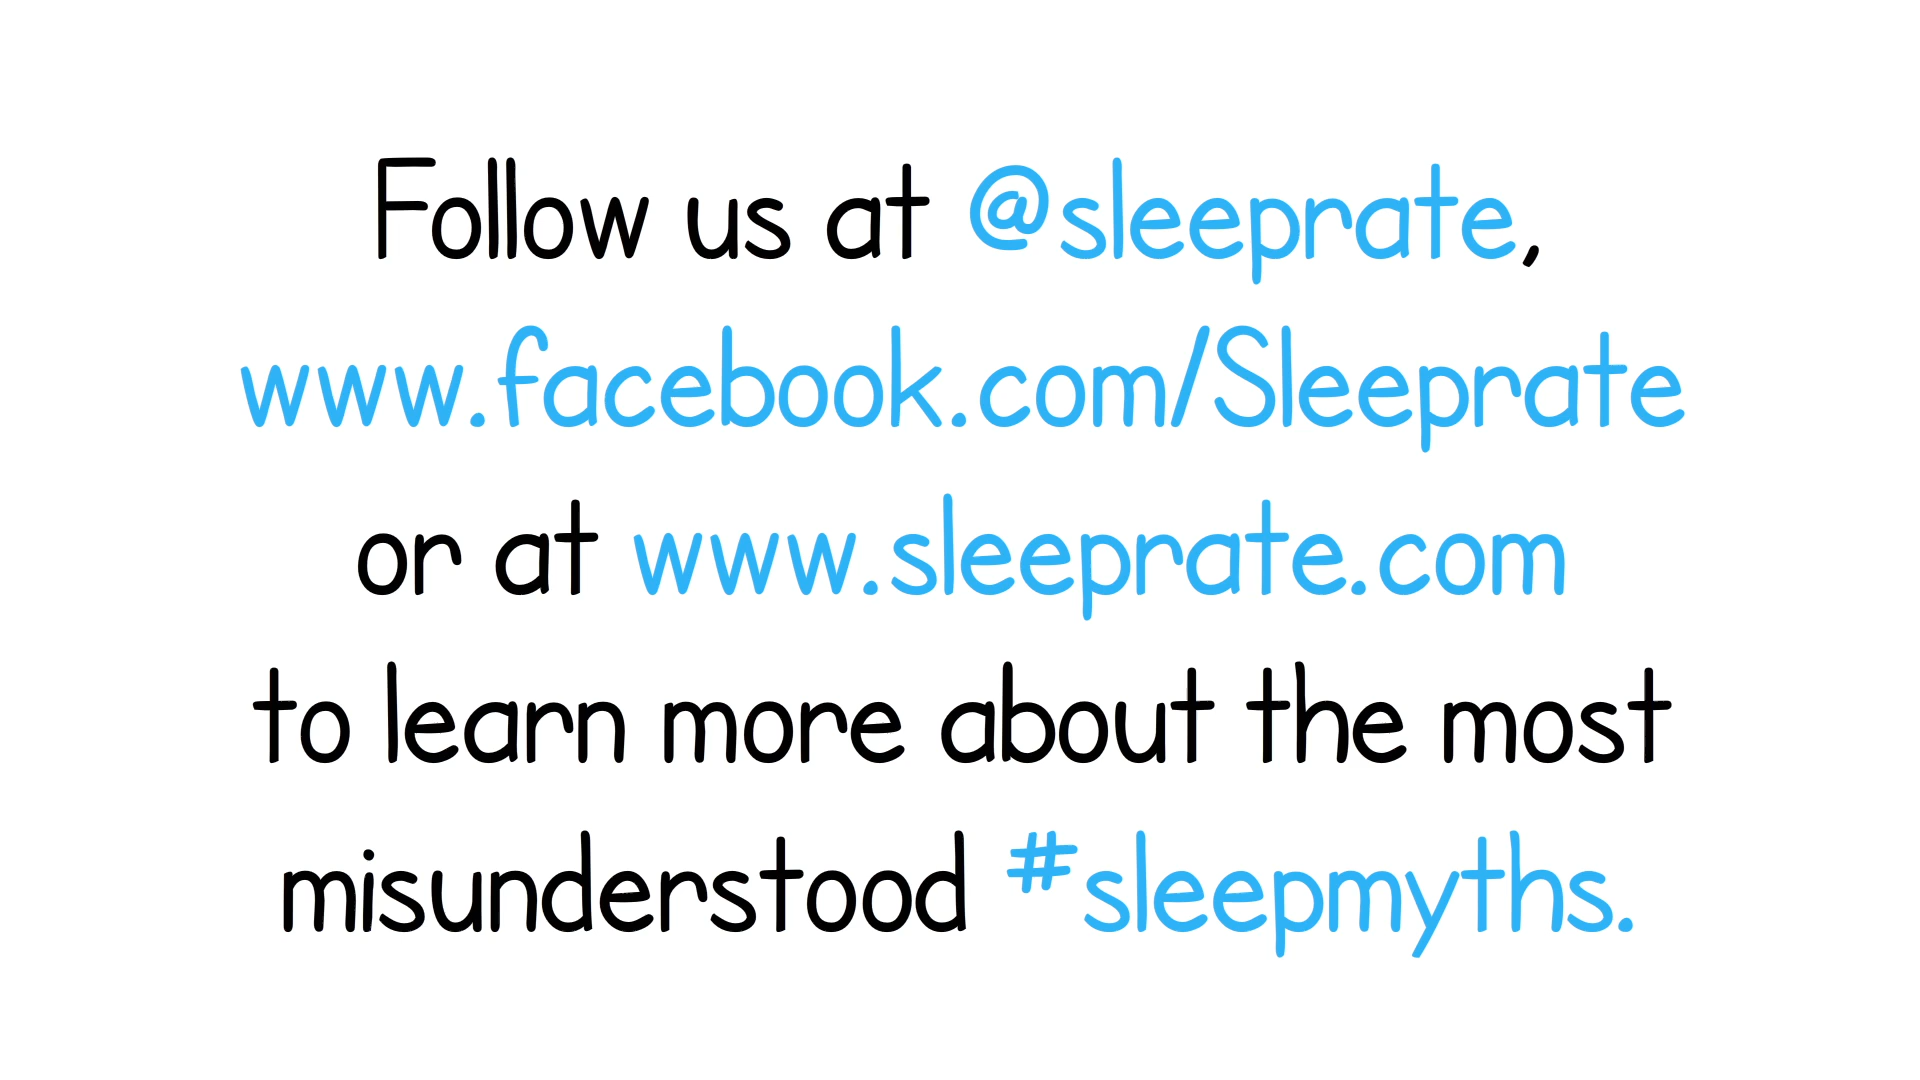 Follow us at @sleeprate,
www.facebook.com/Sleeprate
or at www.sleeprate.com
to learn more about the most
misunderstood #sleepmyths.